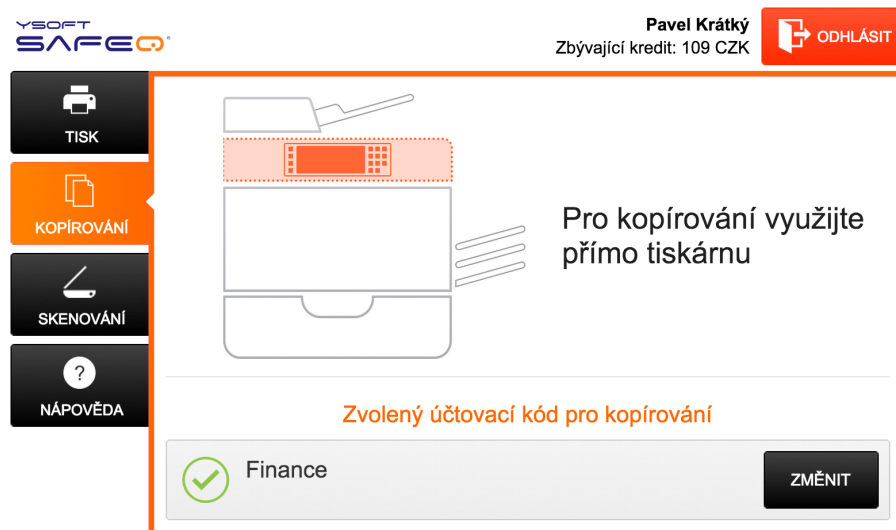 YSOFT
SAFEQ®
Pavel Krátký
Zbývající kredit: 109 CZK
ODHLÁSIT
TISK
KOPÍROVÁNÍ
SKENOVÁNÍ
?
NÁPOVĚDA
Pro kopírování využijte
přímo tiskárnu
Zvolený účtovací kód pro kopírování
Finance
ZMĚNIT